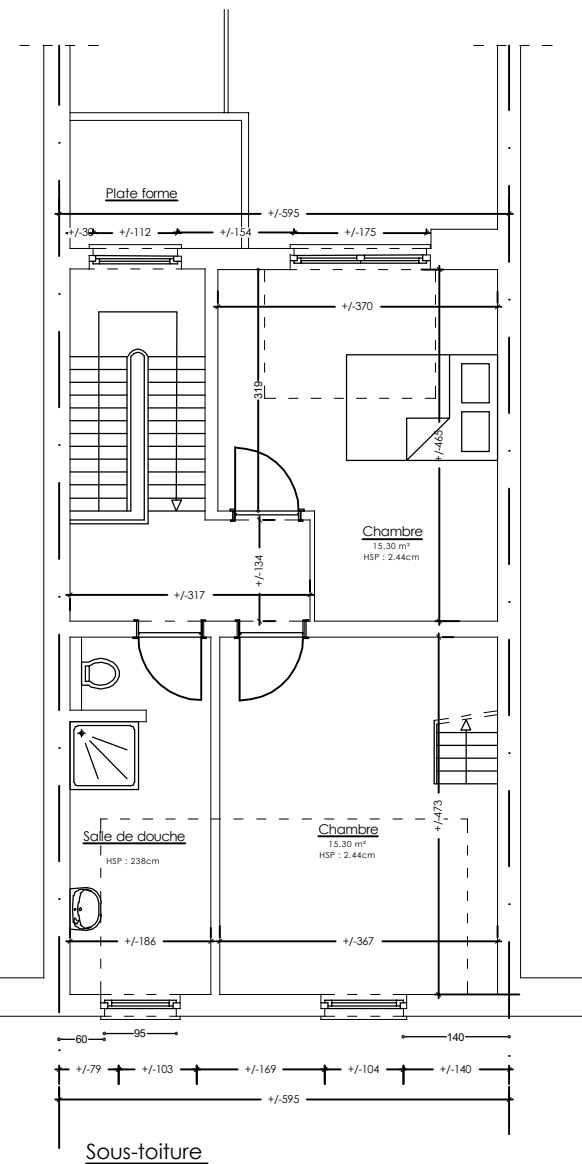 Plate forme
+/-595
+/-30 +/-112 +/-154 +/-175
+/-370
319
+/-465
Chambre
15.30 m²
HSP : 2.44cm
+/-134
+/-317
+/-473
Salle de douche
HSP : 238cm
Chambre
15.30 m²
HSP : 2.44cm
+/-186 +/-367
60 95 140
+/-79 +/-103 +/-169 +/-104 +/-140
+/-595
Sous-toiture